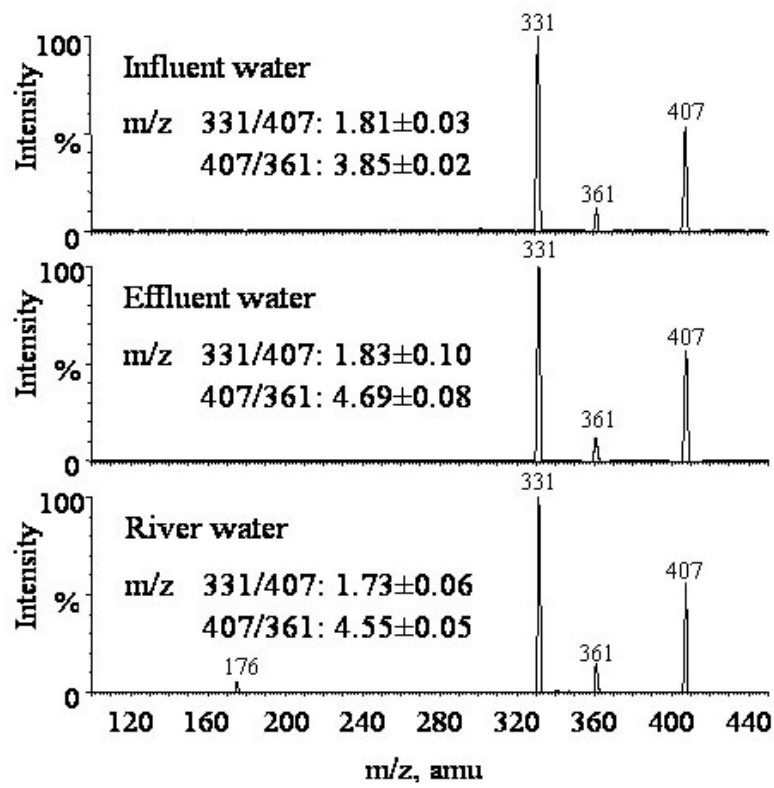 100
Intensity
%
0
Influent water
m/z 331/407: 1.81±0.03
407/361: 3.85±0.02
331
361
407
100
Intensity
%
0
Effluent water
m/z 331/407: 1.83±0.10
407/361: 4.69±0.08
331
361
407
100
Intensity
%
0
River water
m/z 331/407: 1.73±0.06
407/361: 4.55±0.05
176
331
361
407
120 160 200 240 280 320 360 400 440
m/z, amu